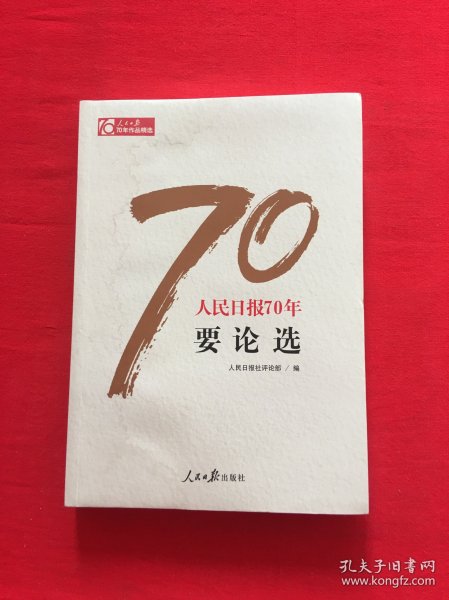 70 人民日报
70年作品精选
70
人民日报70年
要论选
人民日报社评论部 / 编
人民日报出版社
孔夫子旧书网
www.kongfz.com